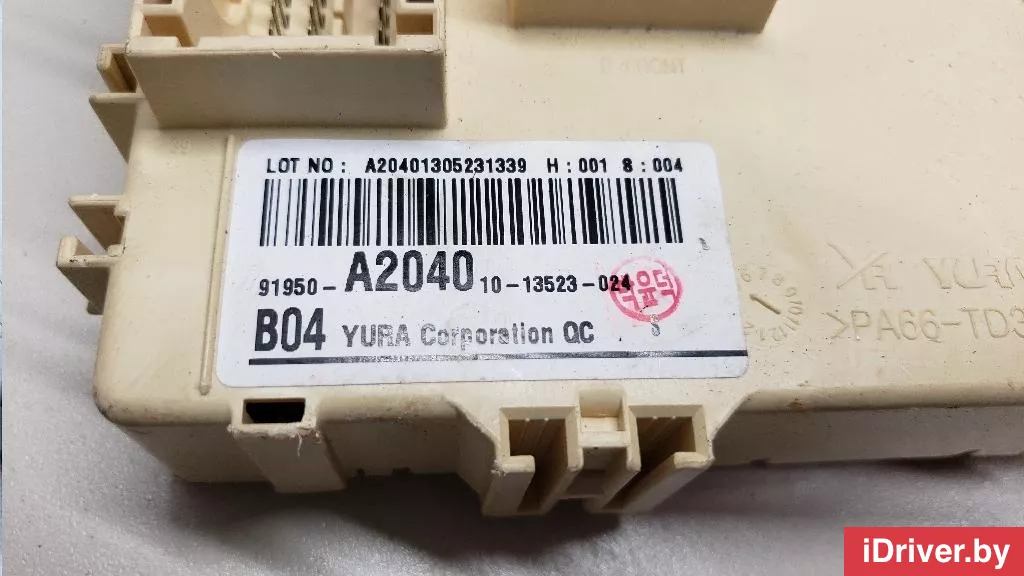 LOT NO: A20401305231339 H:001 8:004
91950-A2040 10-13523-024
B04 YURA Corporation QC
YURA
>PA66-TD3
iDriver.by